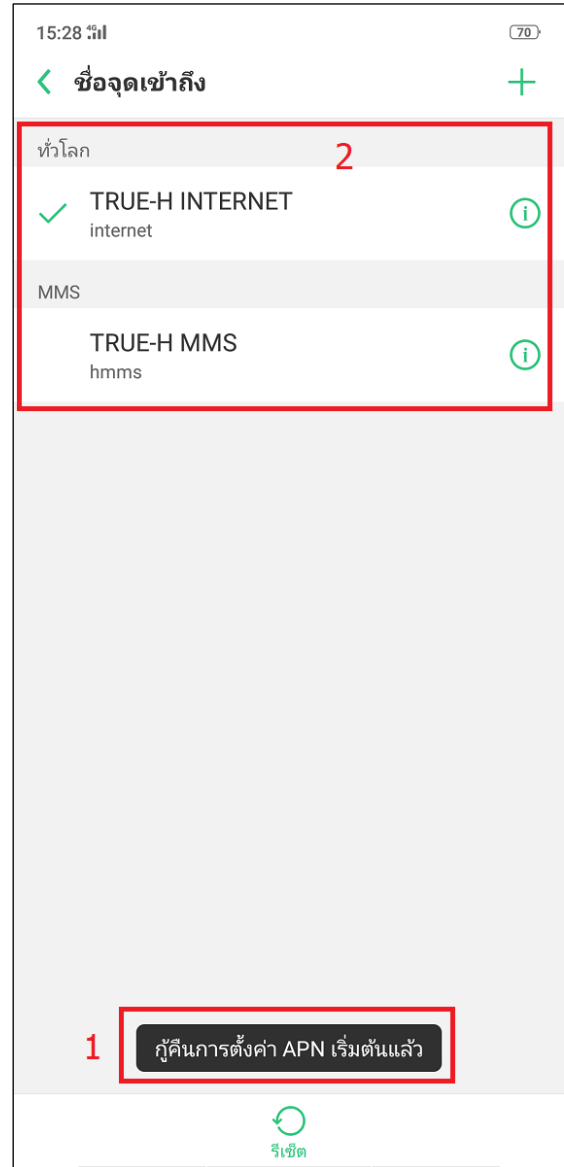 15:28 4G 70
ชื่อจุดเข้าถึง
ทั่วโลก
2
TRUE-H INTERNET
internet
MMS
TRUE-H MMS
hmms
1
กู้คืนการตั้งค่า APN เริ่มต้นแล้ว
รีเซ็ต